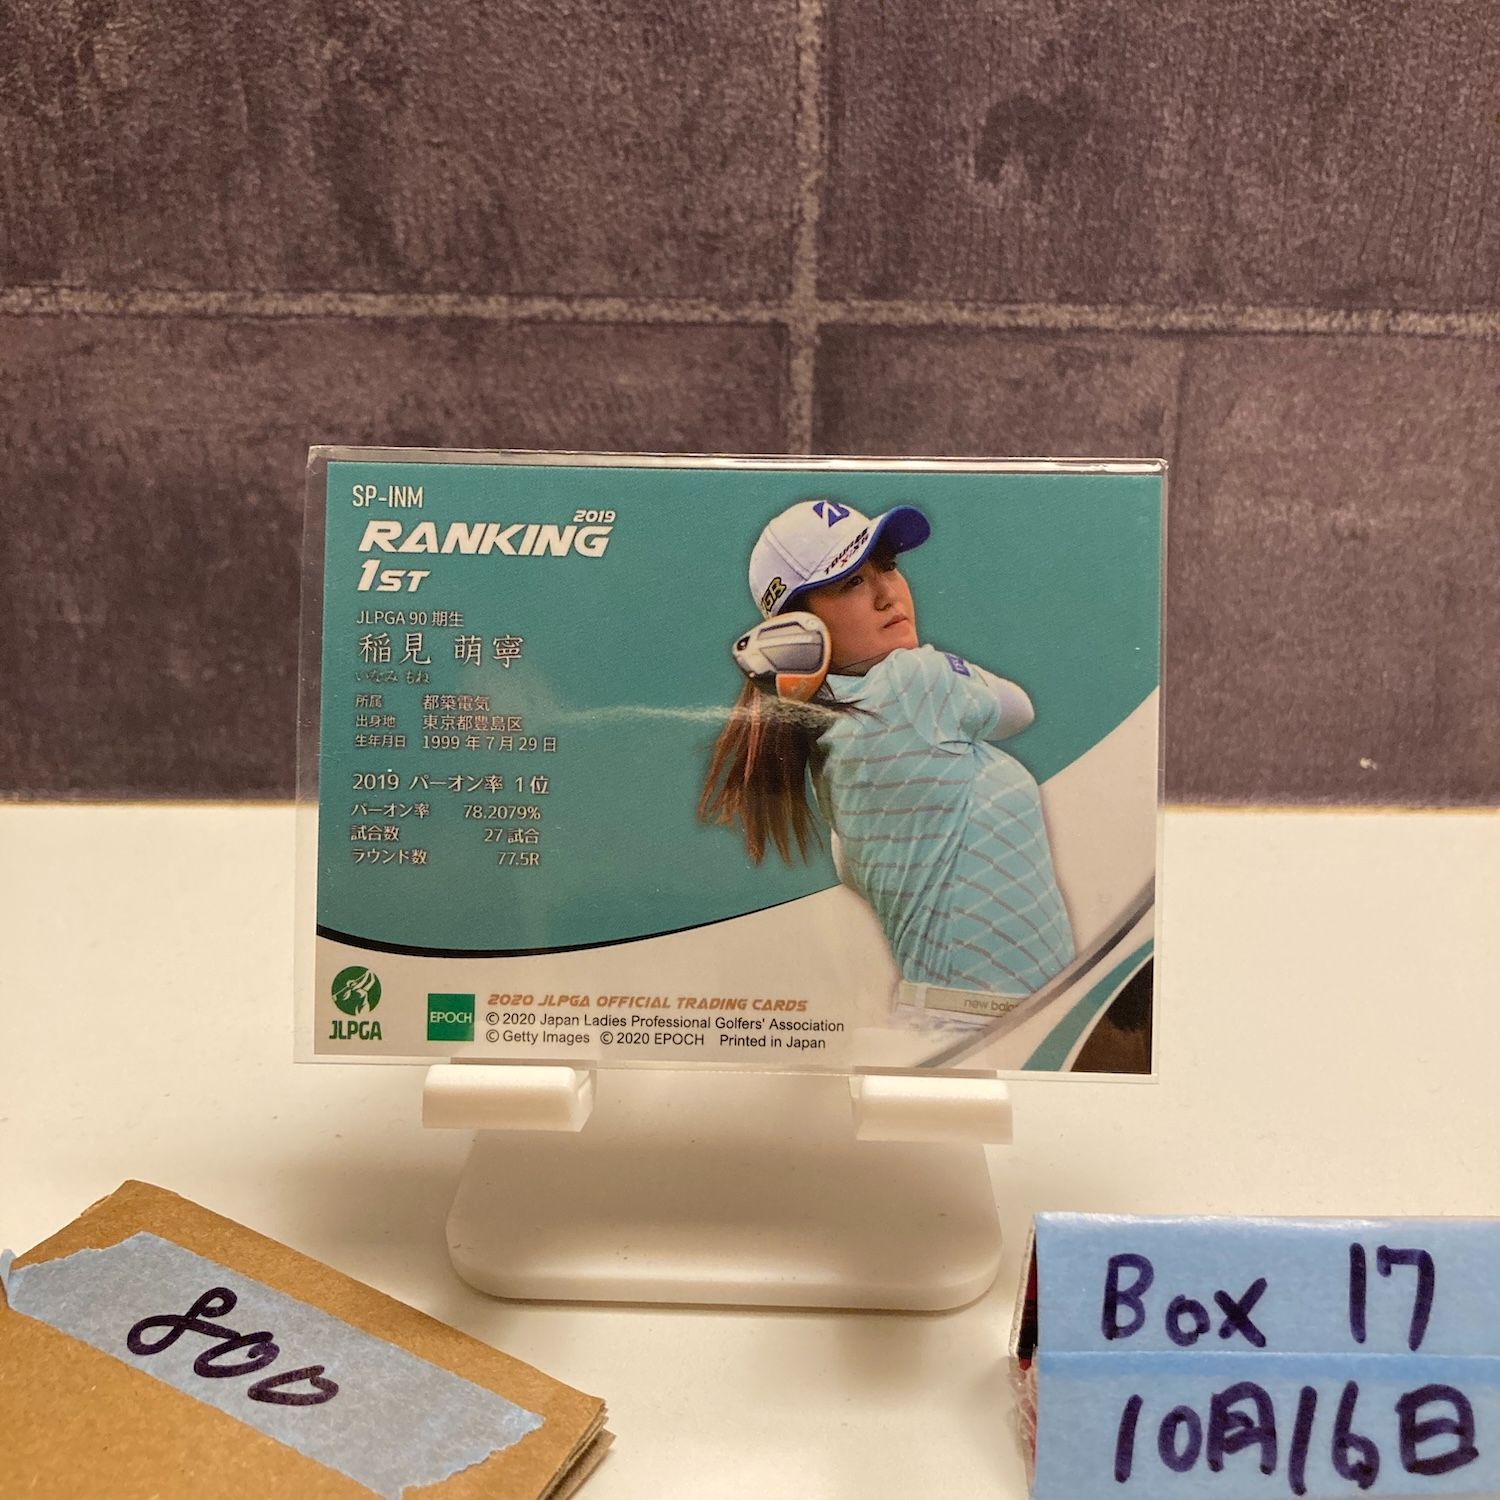 SP-INM
2019
RANKING
1ST
JLPGA 90 期生
稲見 萌寧
いなみ もね
所属 都築電気
出身地 東京都豊島区
生年月日 1999 年 7 月 29 日
2019 パーオン率 1 位
パーオン率 78.2079%
試合数 27 試合
ラウンド数 77.5R
TOUR B
XGR
JLPGA
EPOCH
2020 JLPGA OFFICIAL TRADING CARDS
© 2020 Japan Ladies Professional Golfers' Association
© Getty Images © 2020 EPOCH Printed in Japan
800
Box 17
10月16日